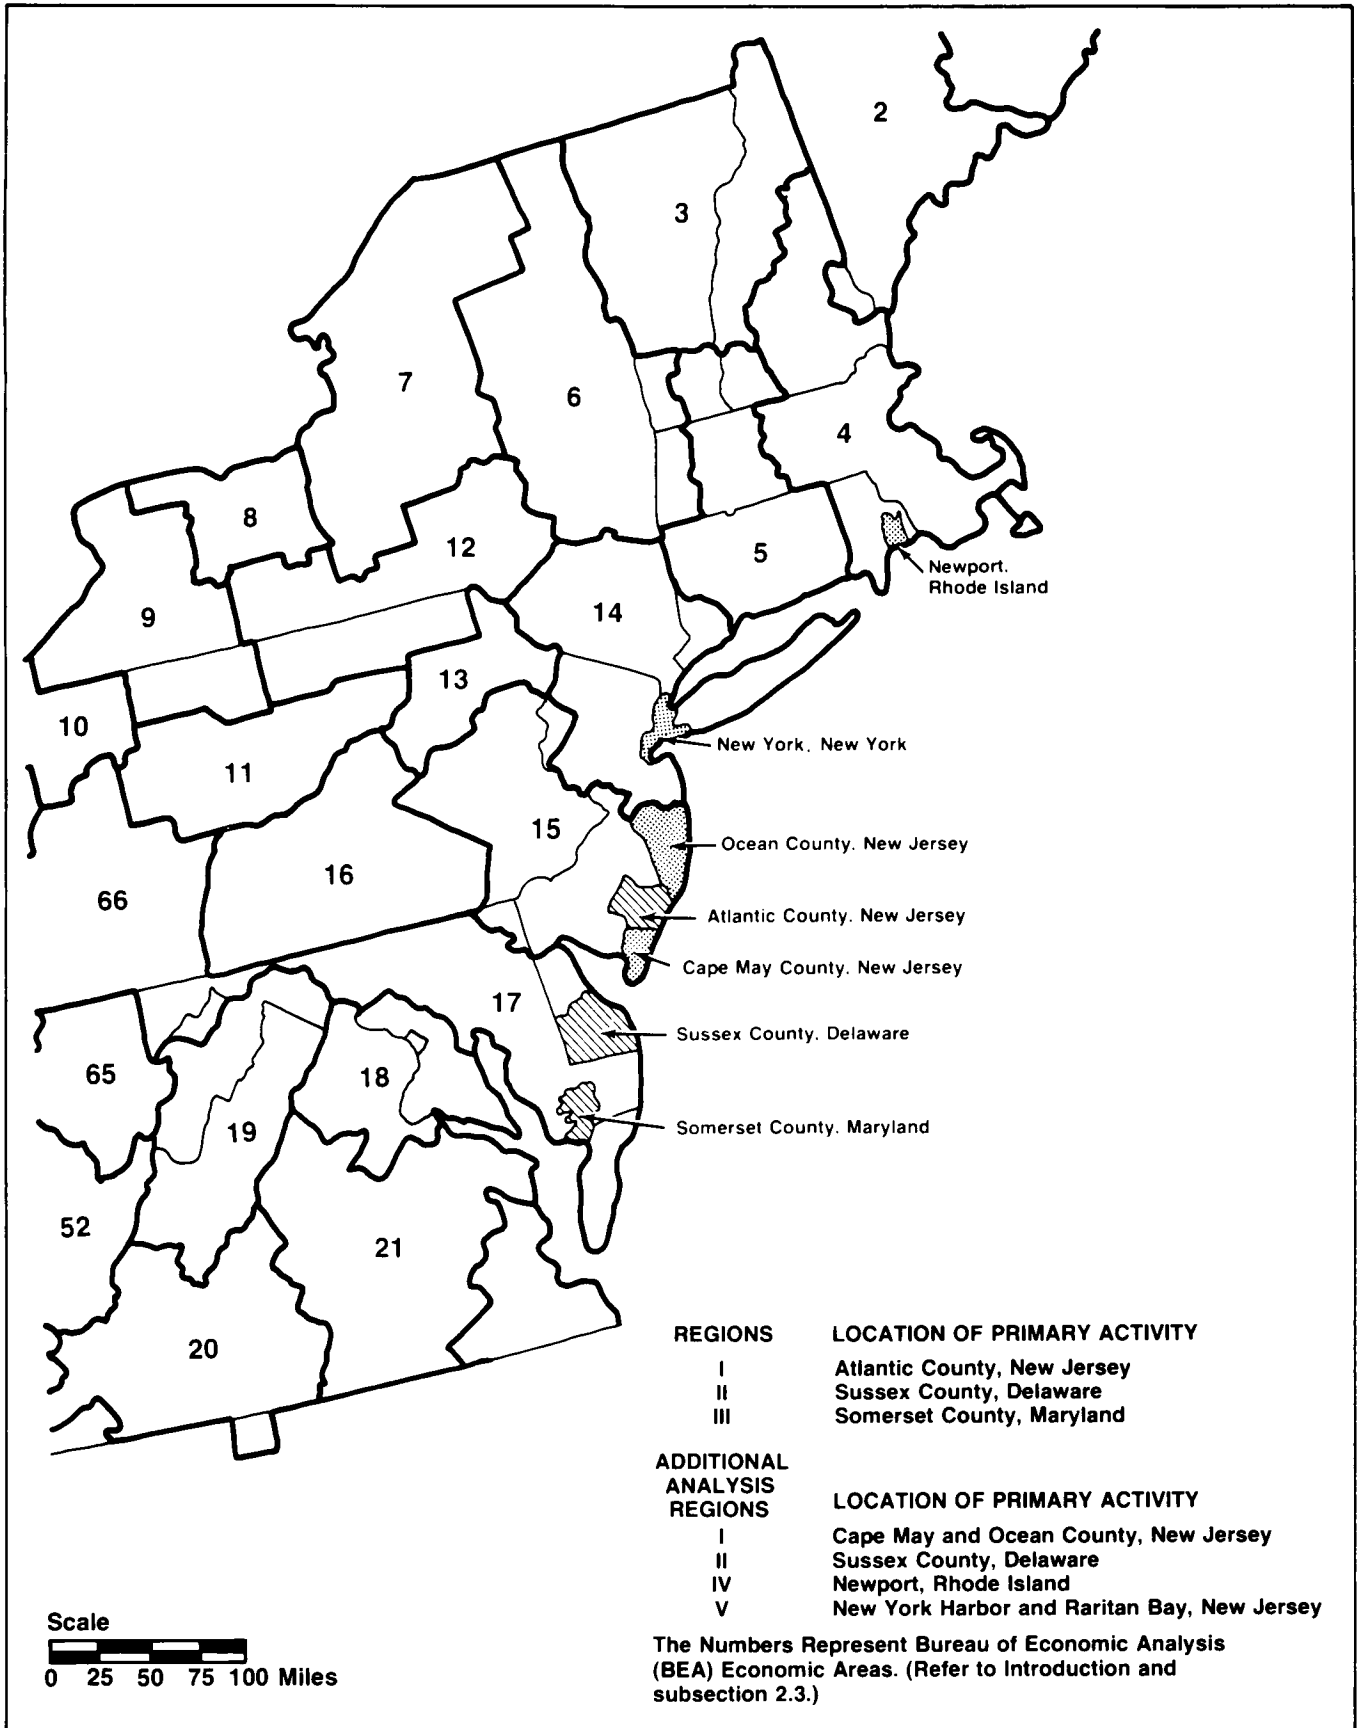 2
3
7
6
4
8
12
5
Newport.
Rhode Island
9
14
13
10
New York, New York
11
15
Ocean County. New Jersey
16
66
Atlantic County. New Jersey
Cape May County. New Jersey
17
Sussex County. Delaware
65
18
19
Somerset County. Maryland
52
21
20
REGIONS LOCATION OF PRIMARY ACTIVITY
I Atlantic County, New Jersey
II Sussex County, Delaware
III Somerset County, Maryland
ADDITIONAL
ANALYSIS
REGIONS LOCATION OF PRIMARY ACTIVITY
I Cape May and Ocean County, New Jersey
II Sussex County, Delaware
IV Newport, Rhode Island
V New York Harbor and Raritan Bay, New Jersey
Scale
0 25 50 75 100 Miles
The Numbers Represent Bureau of Economic Analysis
(BEA) Economic Areas. (Refer to Introduction and
subsection 2.3.)